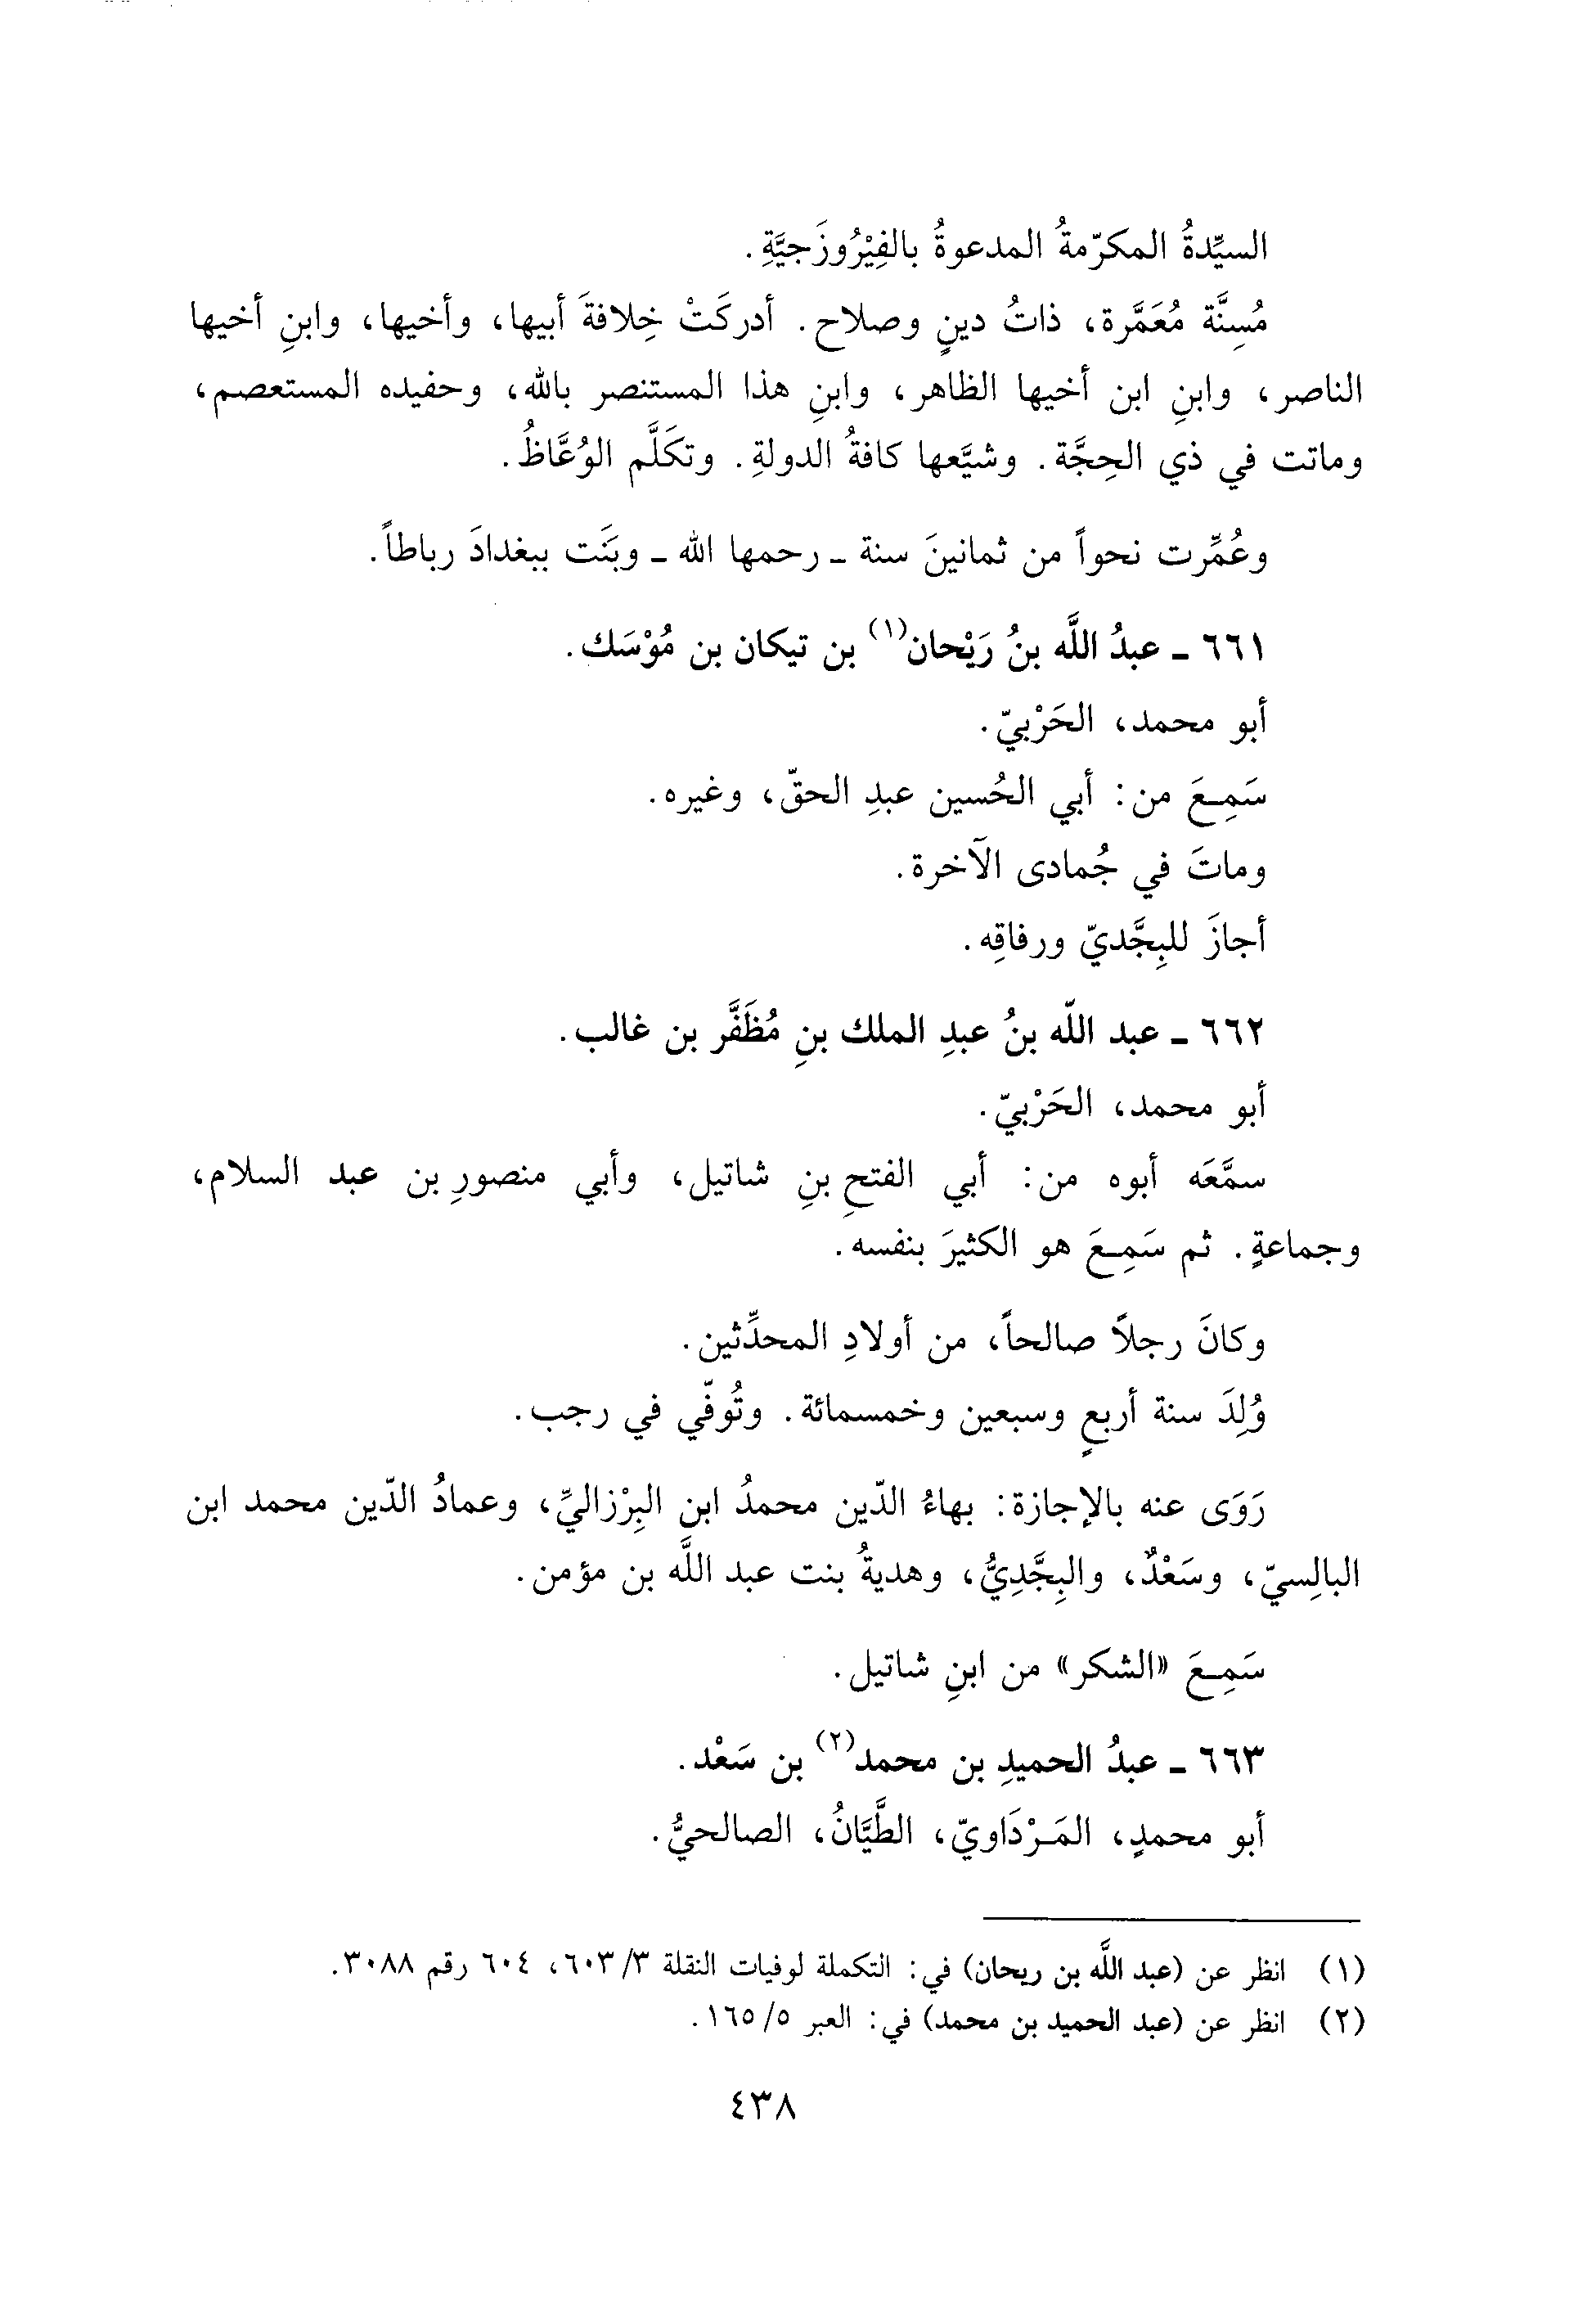 السيِّدةُ المكرّمةُ المدعوةُ بالفِيْرُوزَجيَّةِ.
مُسِنَّة مُعَمَّرة، ذاتُ دينٍ وصلاح. أدركَتْ خِلافةَ أبيها، وأخيها، وابنِ أخيها
الناصر، وابنِ ابن أخيها الظاهر، وابنِ هذا المستنصر بالله، وحفيده المستعصم،
وماتت في ذي الحِجَّة. وشيَّعها كافةُ الدولةِ. وتكَلَّم الوُعَّاظُ.
وعُمِّرت نحواً من ثمانينَ سنة ـ رحمها الله ـ وبَنَت ببغدادَ رباطاً.
٦٦١ ـ عبدُ اللَّه بنُ رَيْحان(١) بن تيكان بن مُوْسَك.
أبو محمد، الحَرْبيّ.
سَمِعَ من: أبي الحُسين عبدِ الحقّ، وغيره.
وماتَ في جُمادى الآخرة.
أجازَ للبِجَّديّ ورفاقِه.
٦٦٢ ـ عبد اللّه بنُ عبدِ الملك بنِ مُظَفَّر بن غالب.
أبو محمد، الحَرْبيّ.
سمَّعَه أبوه من: أبي الفتحِ بنِ شاتيل، وأبي منصورِ بن عبد السلام،
وجماعةٍ. ثم سَمِعَ هو الكثيرَ بنفسه.
وكانَ رجلاً صالحاً، من أولادِ المحدِّثين.
وُلِدَ سنة أربعٍ وسبعين وخمسمائة. وتُوفّي في رجب.
رَوَى عنه بالإجازة: بهاءُ الدّين محمدُ ابن البِرْزاليِّ، وعمادُ الدّين محمد ابن
البالِسيّ، وسَعْدٌ، والبِجَّدِيُّ، وهديةُ بنت عبد اللَّه بن مؤمن.
سَمِعَ «الشكر» من ابنِ شاتيل.
٦٦٣ ـ عبدُ الحميدِ بن محمد(٢) بن سَعْد.
أبو محمدٍ، المَرْدَاويّ، الطَّيَّانُ، الصالحيُّ.
(١) انظر عن (عبد اللَّه بن ريحان) في: التكملة لوفيات النقلة ٣/ ٦٠٣، ٦٠٤ رقم ٣٠٨٨.
(٢) انظر عن (عبد الحميد بن محمد) في: العبر ٥/ ١٦٥.
٤٣٨